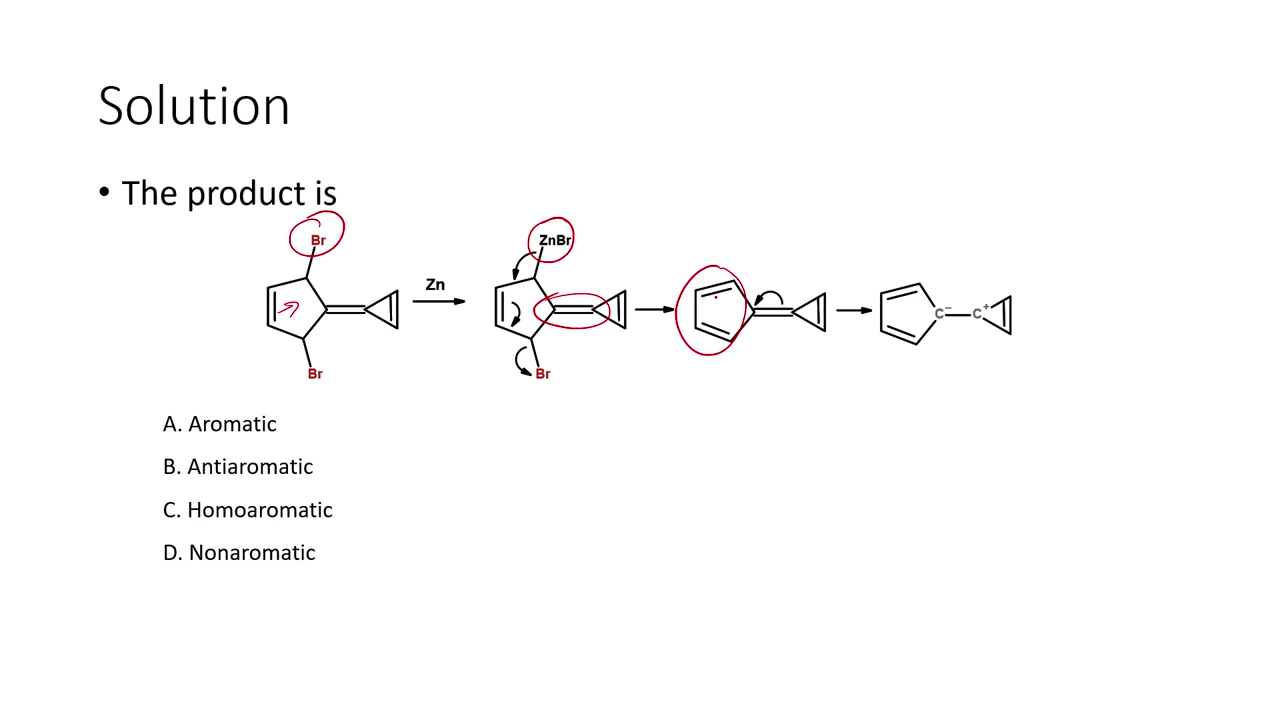 Solution
• The product is
Br
ZnBr
Zn
C⁻ C⁺
Br
Br
A. Aromatic
B. Antiaromatic
C. Homoaromatic
D. Nonaromatic